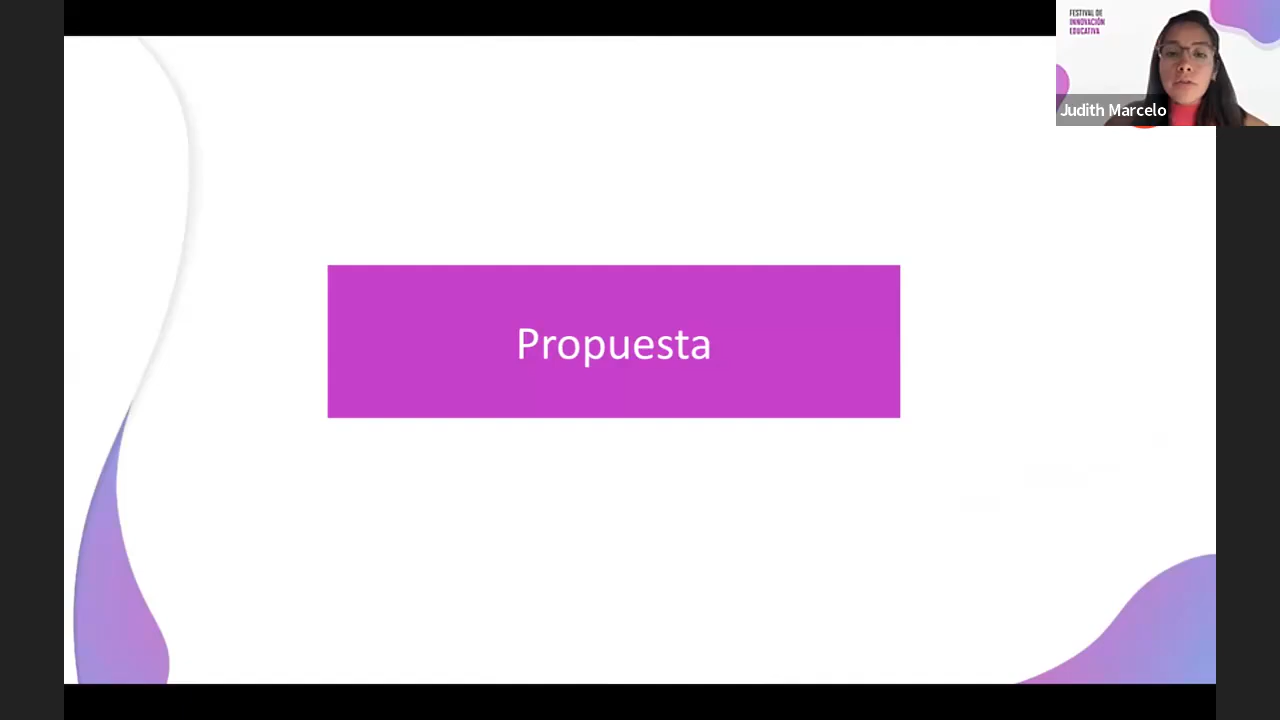 FESTIVAL DE
INNOVACIÓN
EDUCATIVA
Judith Marcelo
Propuesta